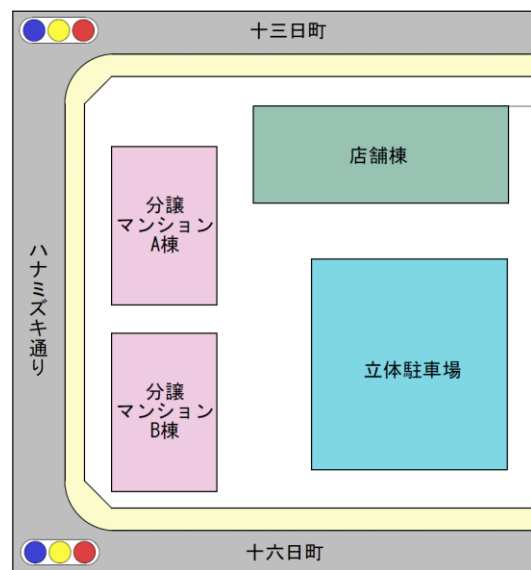 十三日町
店舗棟
分譲
マンション
A棟
ハナミズキ通り
立体駐車場
分譲
マンション
B棟
十六日町